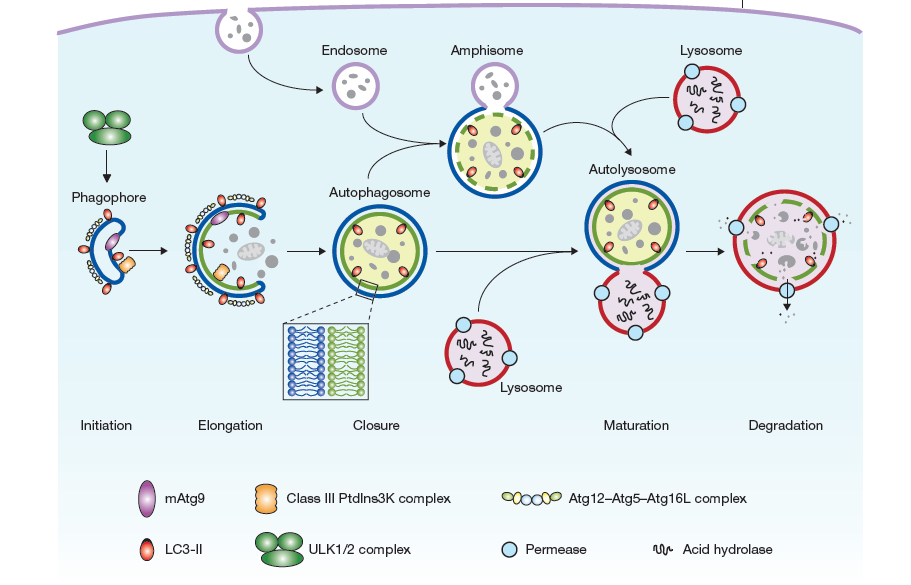 Endosome
Amphisome
Lysosome
Phagophore
Autophagosome
Autolysosome
Lysosome
Initiation
Elongation
Closure
Maturation
Degradation
mAtg9
Class III PtdIns3K complex
Atg12–Atg5–Atg16L complex
LC3-II
ULK1/2 complex
Permease
Acid hydrolase